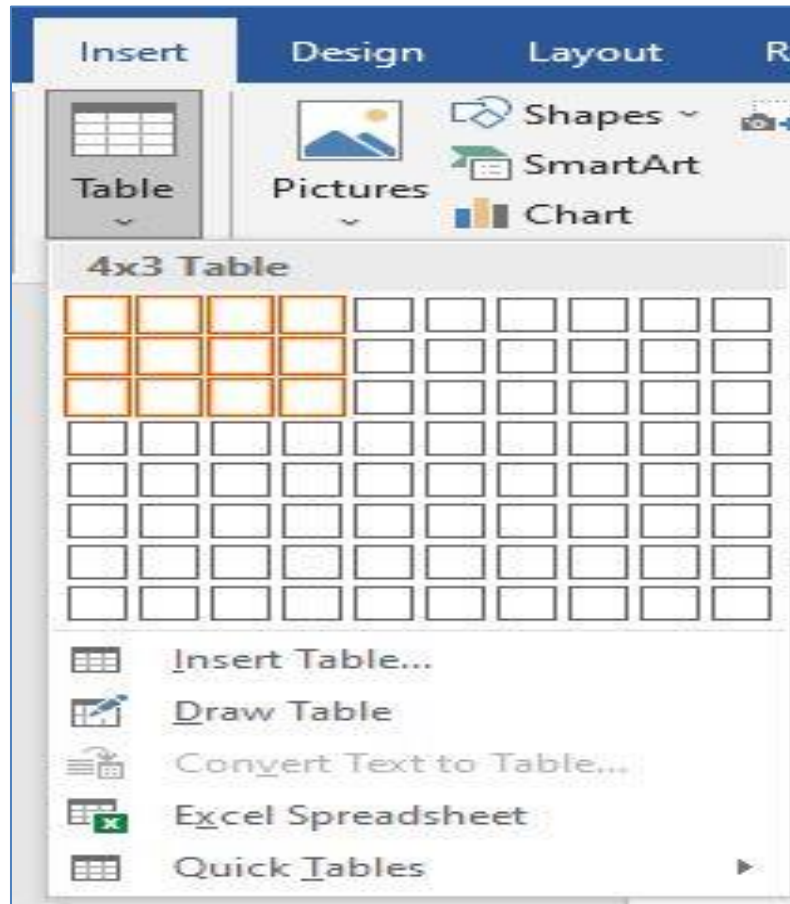 Insert Design Layout R
Shapes
SmartArt
Table Pictures
Chart
4x3 Table
Insert Table...
Draw Table
Convert Text to Table...
Excel Spreadsheet
Quick Tables